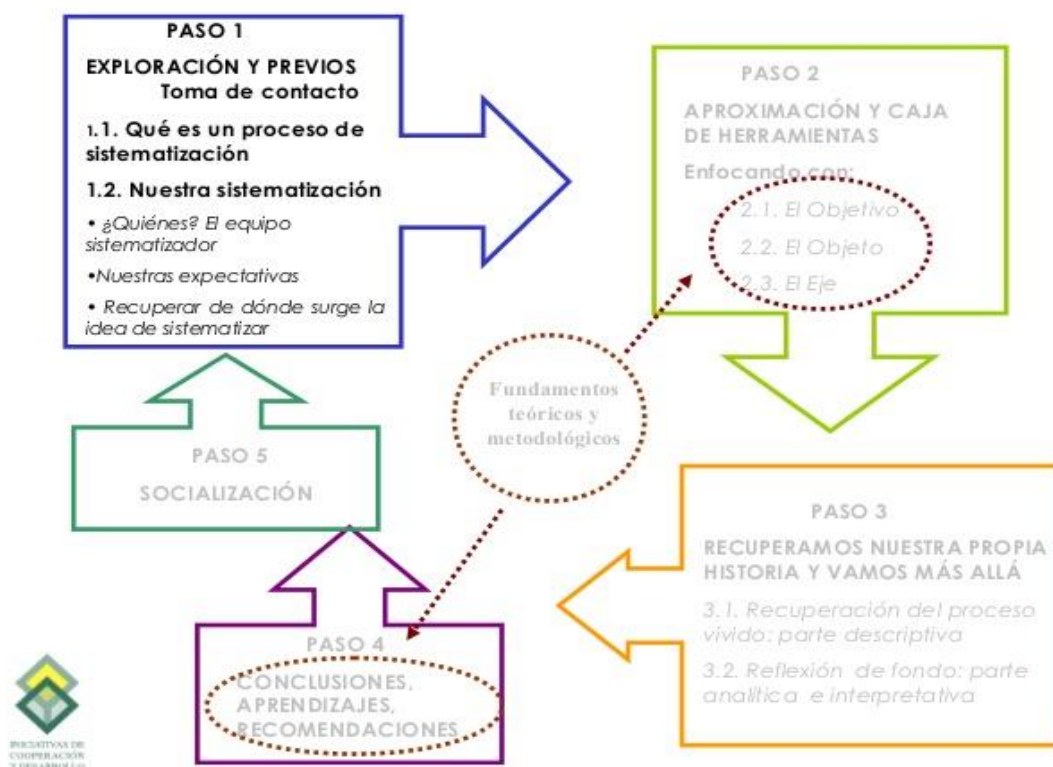 PASO 1
EXPLORACIÓN Y PREVIOS
Toma de contacto
1.1. Qué es un proceso de
sistematización
1.2. Nuestra sistematización
• ¿Quiénes? El equipo
sistematizador
•Nuestras expectativas
• Recuperar de dónde surge la
idea de sistematizar
PASO 2
APROXIMACIÓN Y CAJA
DE HERRAMIENTAS
Enfocando con:
2.1. El Objetivo
2.2. El Objeto
2.3. El Eje
Fundamentos
teóricos y
metodológicos
PASO 3
RECUPERAMOS NUESTRA PROPIA
HISTORIA Y VAMOS MÁS ALLÁ
3.1. Recuperación del proceso
vivido: parte descriptiva
3.2. Reflexión de fondo: parte
analítica e interpretativa
PASO 4
CONCLUSIONES,
APRENDIZAJES,
RECOMENDACIONES
PASO 5
SOCIALIZACIÓN
INICIATIVAS DE
COOPERACIÓN
Y DESARROLLO